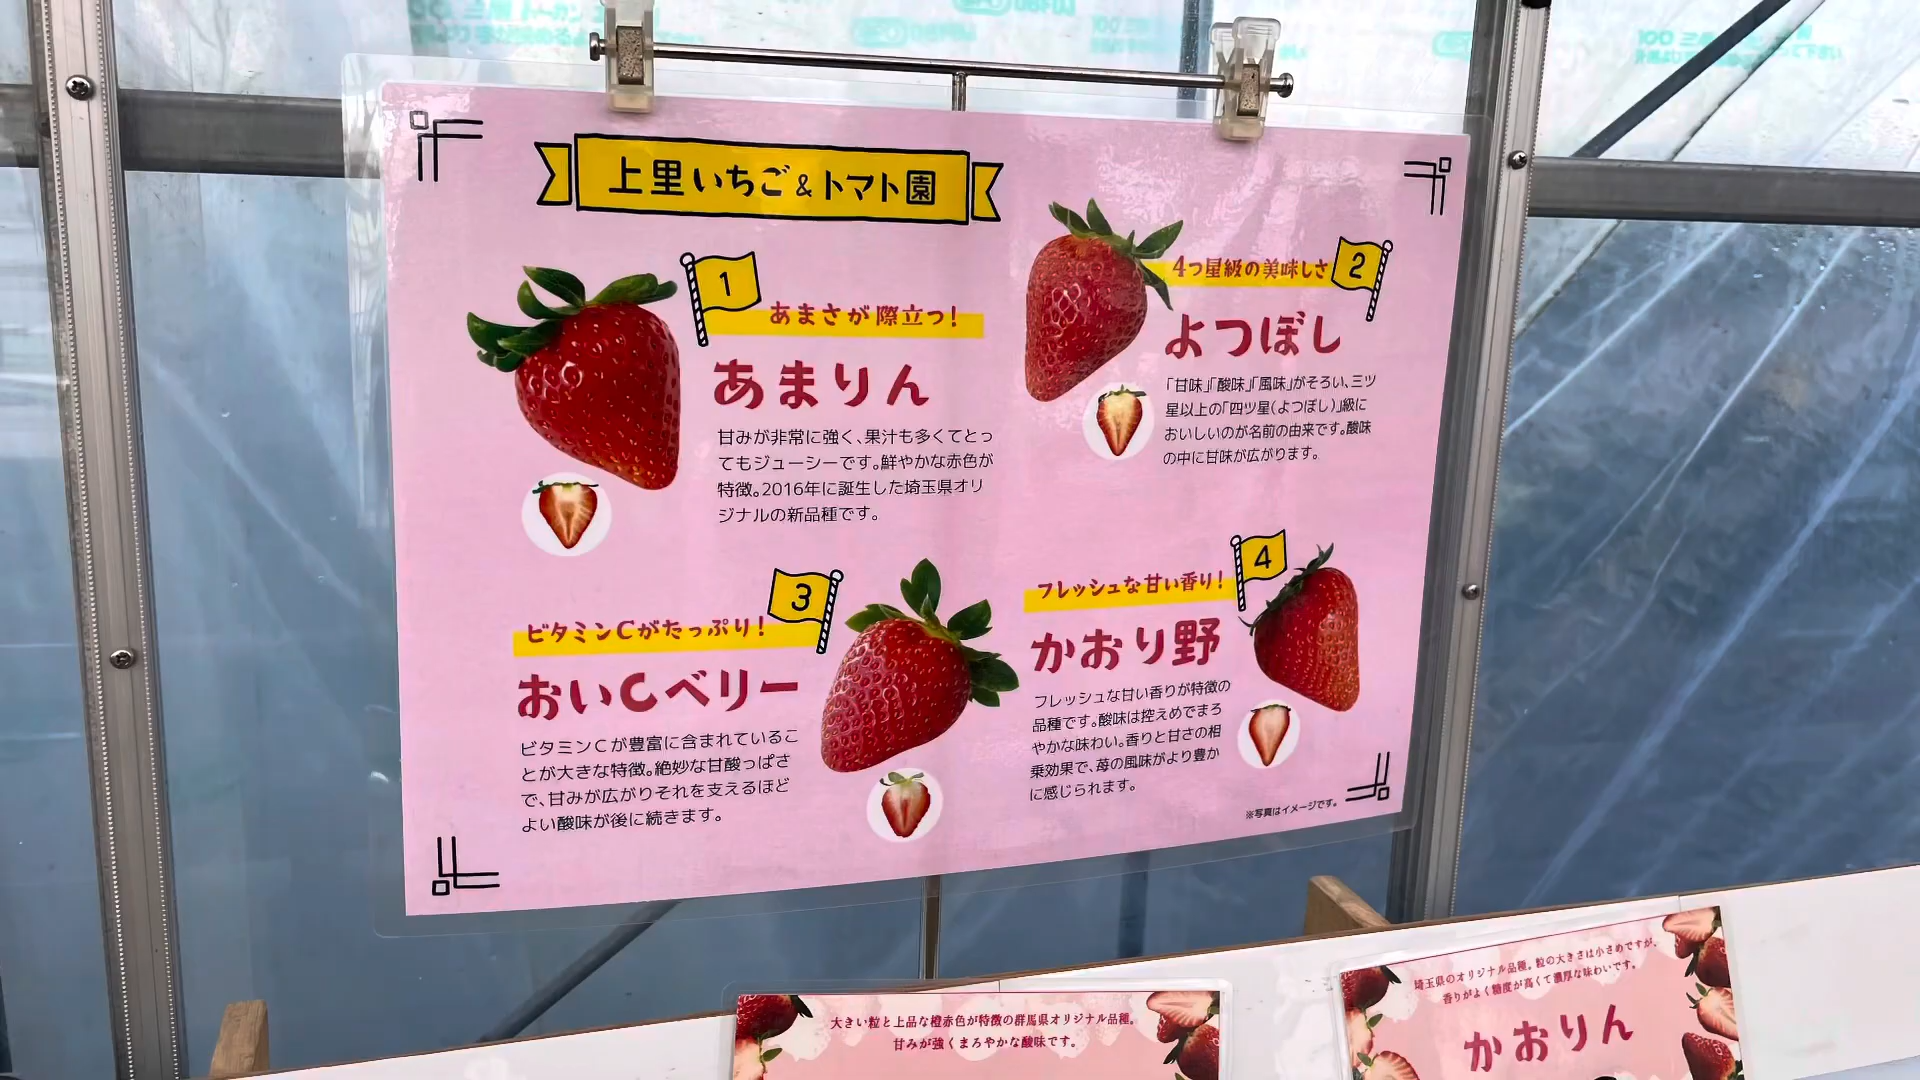 上里いちご&トマト園
1
あまさが際立つ!
あまりん
甘みが非常に強く、果汁も多くてとっ
てもジューシーです。鮮やかな赤色が
特徴。2016年に誕生した埼玉県オリ
ジナルの新品種です。
4つ星級の美味しさ
2
よつぼし
「甘味」「酸味」「風味」がそろい、三ツ
星以上の「四ツ星(よつぼし)」級に
おいしいのが名前の由来です。酸味
の中に甘味が広がります。
3
ビタミンCがたっぷり!
おいCベリー
ビタミンCが豊富に含まれているこ
とが大きな特徴。絶妙な甘酸っぱさ
で、甘みが広がりそれを支えるほど
よい酸味が後に続きます。
4
フレッシュな甘い香り!
かおり野
フレッシュな甘い香りが特徴の
品種です。酸味は控えめでまろ
やかな味わい。香りと甘さの相
乗効果で、苺の風味がより豊か
に感じられます。
※写真はイメージです。
大きい粒と上品な橙赤色が特徴の群馬県オリジナル品種。
甘みが強くまろやかな酸味です。
埼玉県のオリジナル品種。粒の大きさは小さめですが、
香りがよく糖度が高くて濃厚な味わいです。
かおりん